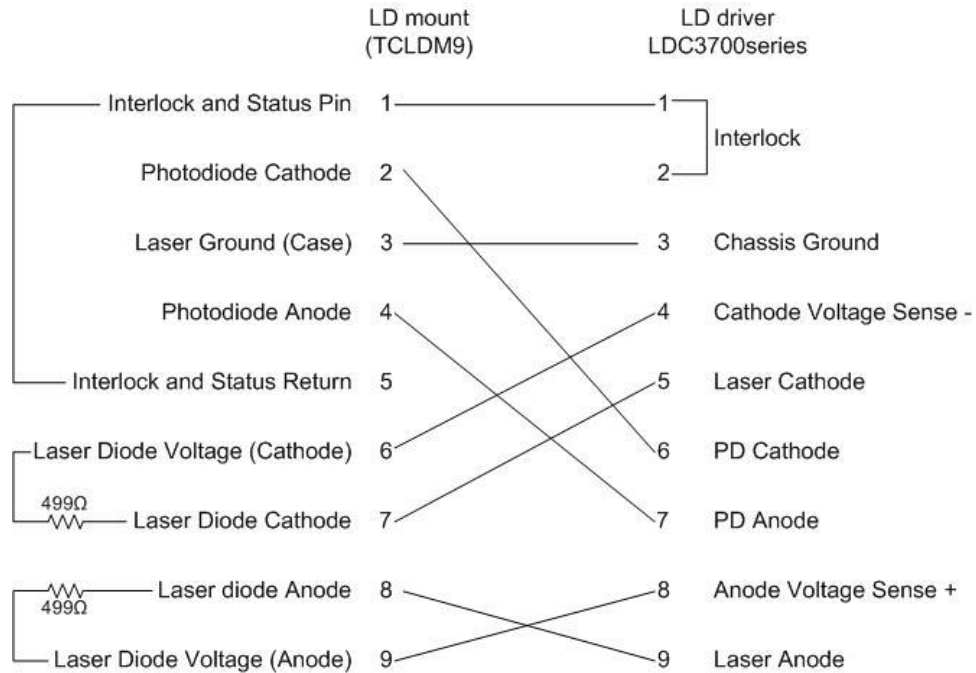 LD mount
(TCLDM9)
LD driver
LDC3700series
Interlock and Status Pin 1 1
Interlock
Photodiode Cathode 2 2
Laser Ground (Case) 3 3 Chassis Ground
Photodiode Anode 4 4 Cathode Voltage Sense -
Interlock and Status Return 5 5 Laser Cathode
Laser Diode Voltage (Cathode) 6 6 PD Cathode
499Ω
Laser Diode Cathode 7 7 PD Anode
Laser diode Anode 8 8 Anode Voltage Sense +
499Ω
Laser Diode Voltage (Anode) 9 9 Laser Anode